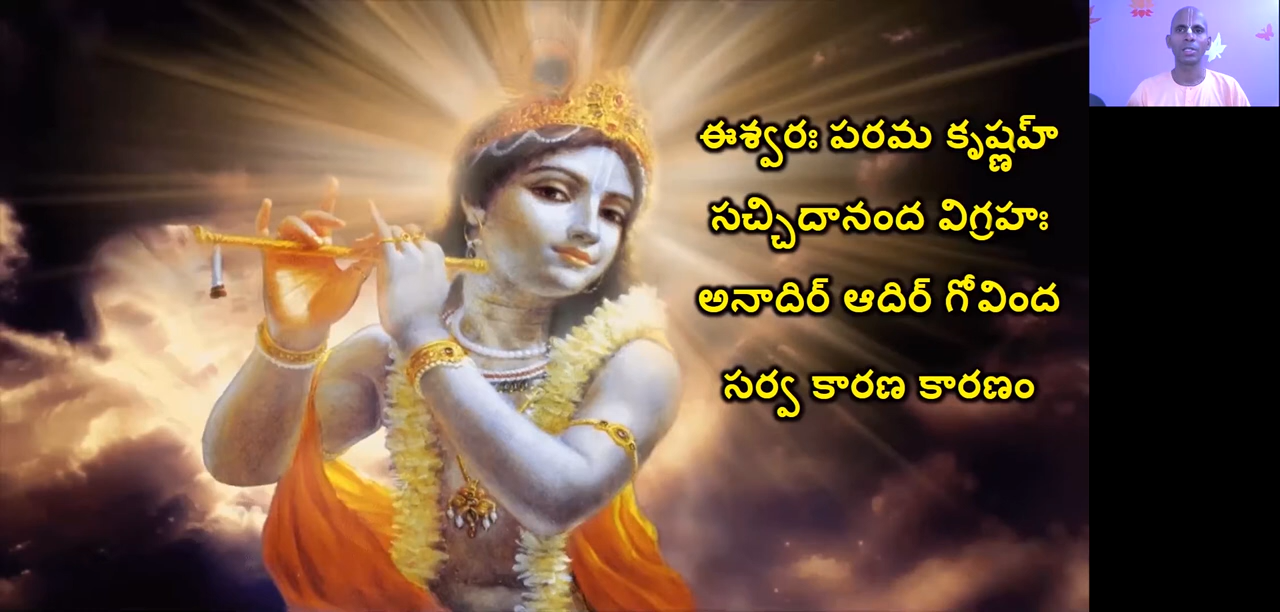 ఈశ్వరః పరమ కృష్ణహ్
సచ్చిదానంద విగ్రహః
అనాదిర్ ఆదిర్ గోవింద
సర్వ కారణ కారణం